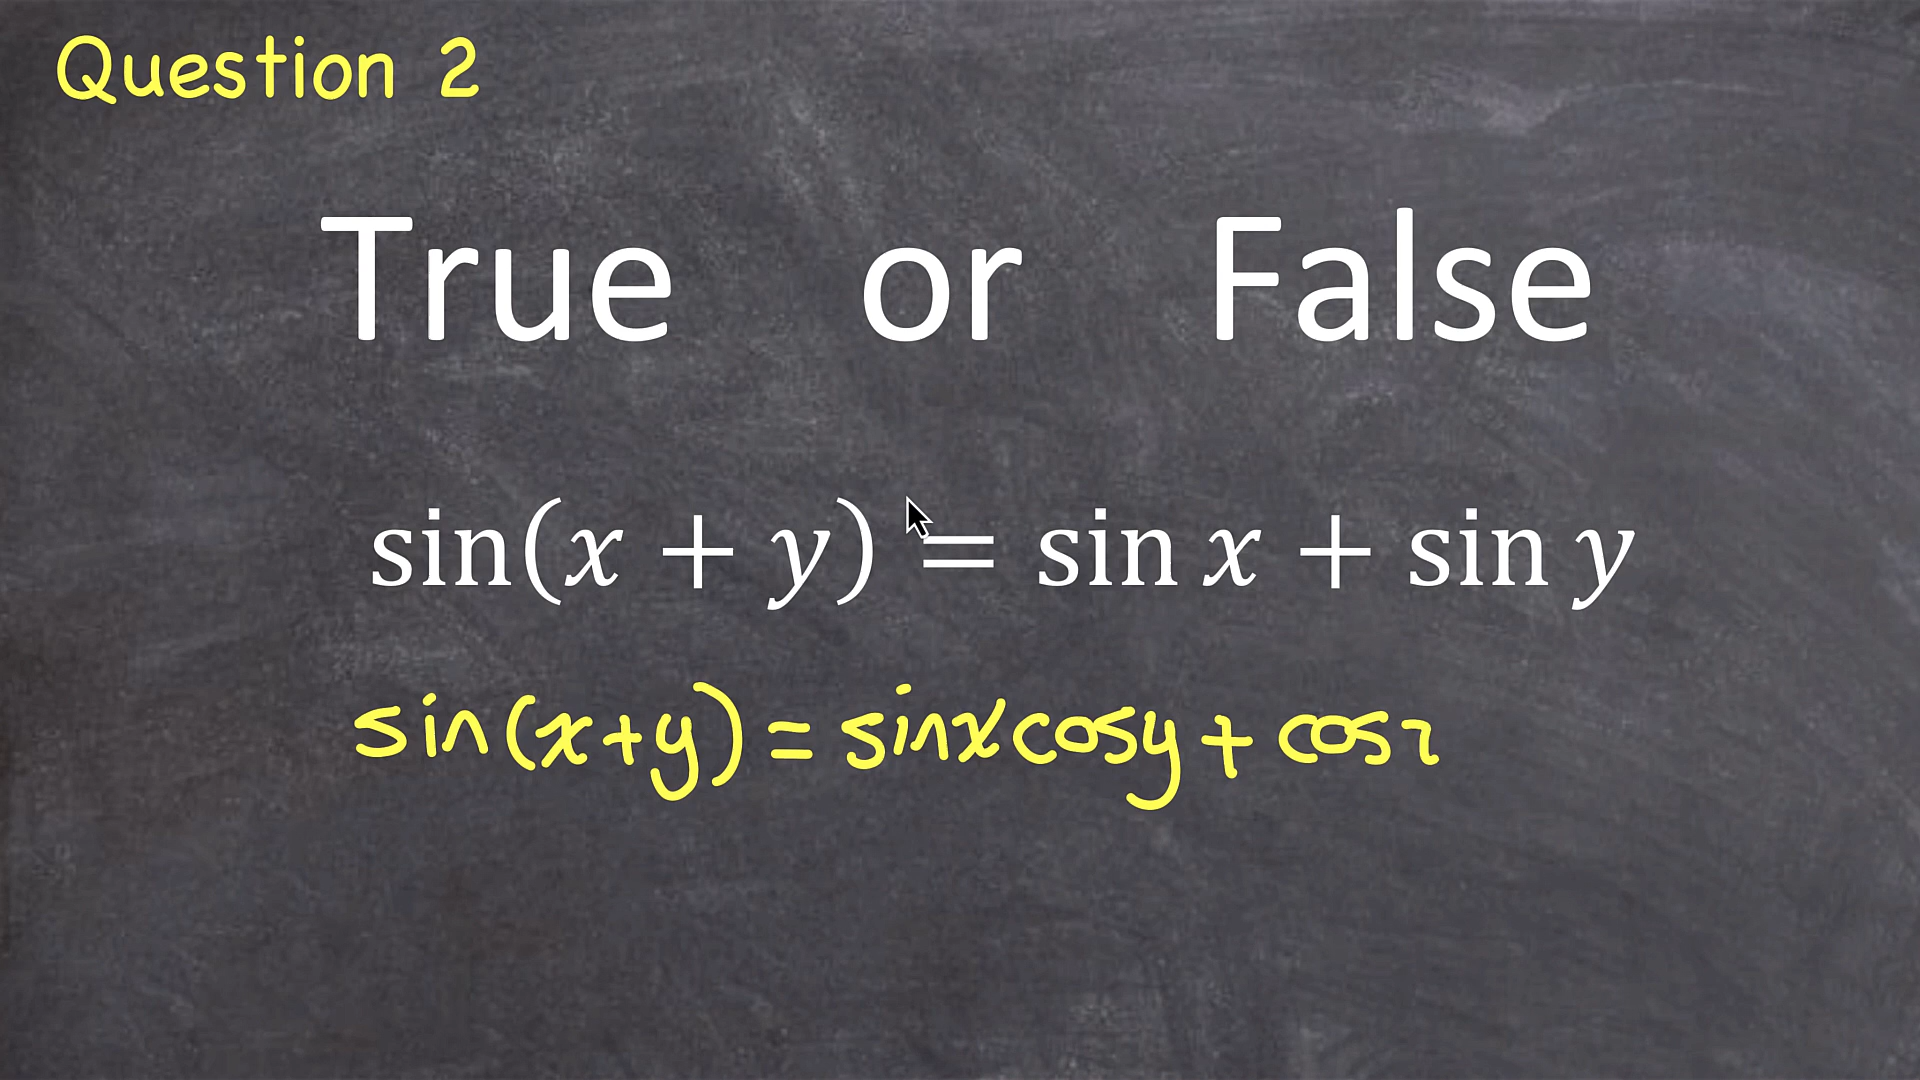 Question 2
True or False
sin(x + y) = sin x + sin y
sin(x+y) = sinxcosy + cos